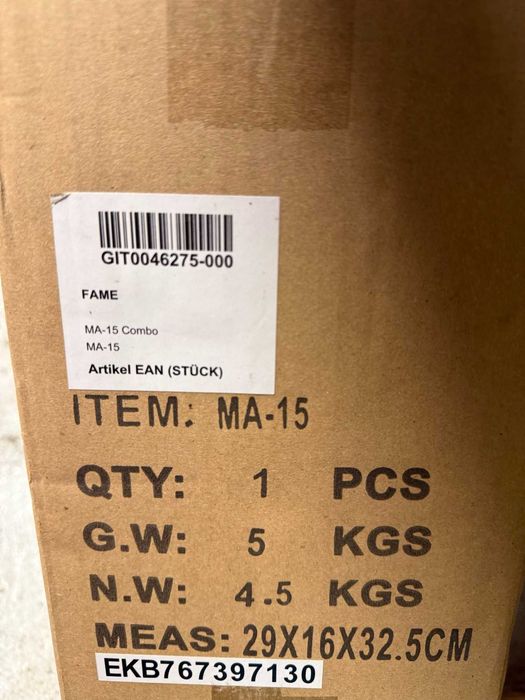 GIT0046275-000
FAME
MA-15 Combo
MA-15
Artikel EAN (STÜCK)
ITEM: MA-15
QTY: 1 PCS
G.W: 5 KGS
N.W: 4.5 KGS
MEAS: 29X16X32.5CM
EKB767397130